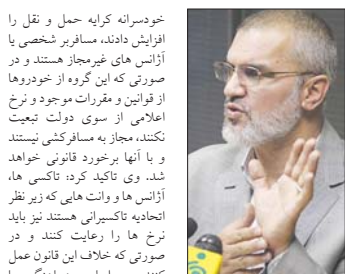 خودسرانه کرایه حمل و نقل را
افزایش دادند، مسافربر شخصی یا
آژانس های غیرمجاز هستند و در
صورتی که این گروه از خودروها
از قوانین و مقررات موجود و نرخ
اعلامی از سوی دولت تبعیت
نکنند، مجاز به مسافرکشی نیستند
و با آنها برخورد قانونی خواهد
شد. وی تاکید کرد: تاکسی ها،
آژانس ها و وانت هایی که زیر نظر
اتحادیه تاکسیرانی هستند نیز باید
نرخ ها را رعایت کنند و در
صورتی که خلاف این قانون عمل